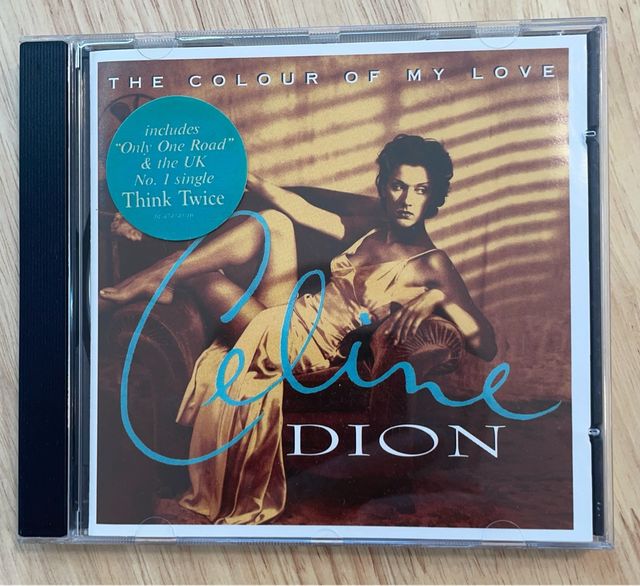 THE COLOUR OF MY LOVE
includes
"Only One Road"
& the UK
No. 1 single
Think Twice
Celine
DION